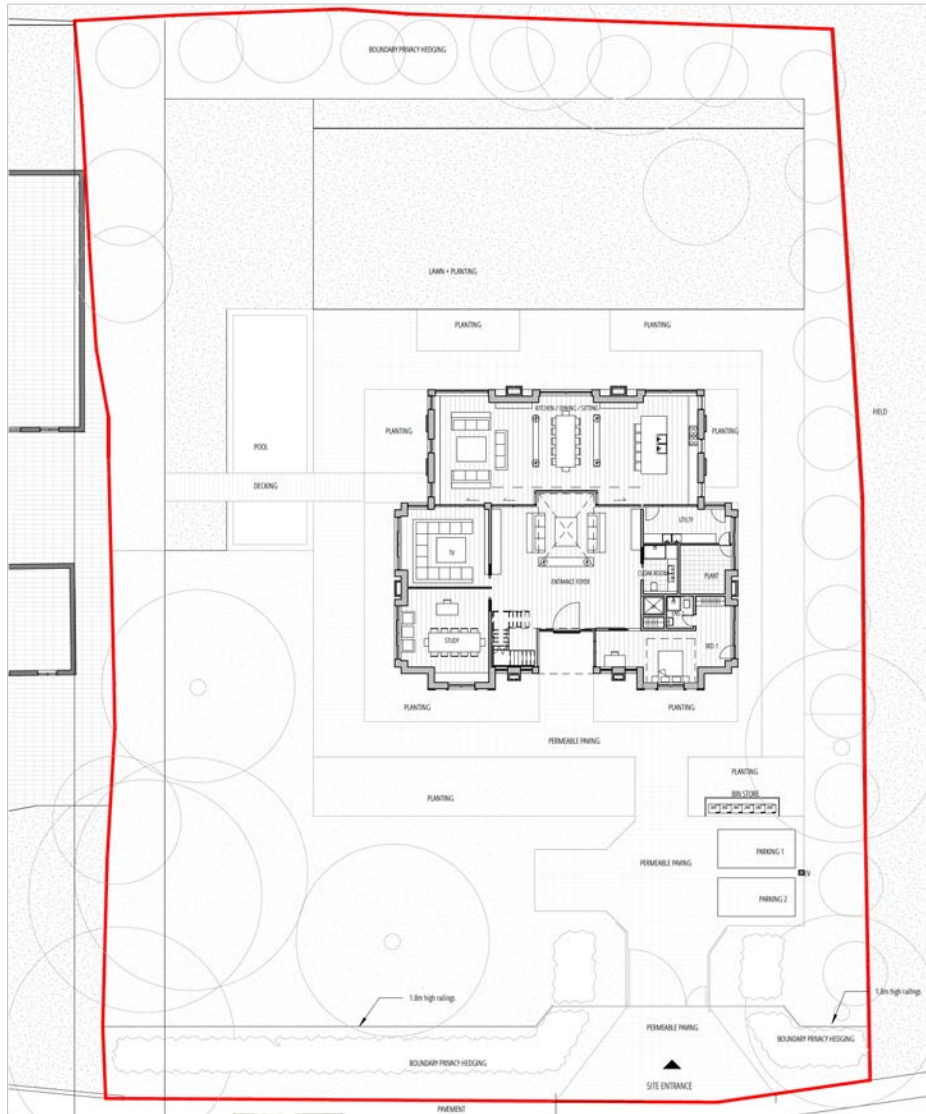 BOUNDARY PRIVACY HEDGING
LAWN + PLANTING
PLANTING
PLANTING
KITCHEN / DINING / SITTING
FIELD
PLANTING
PLANTING
POOL
DECKING
UTILITY
TV
CLOAK ROOM
PLANT
ENTRANCE FOYER
STUDY
BED 1
PLANTING
PLANTING
PERMEABLE PAVING
PLANTING
BIN STORE
PLANTING
PARKING 1
PERMEABLE PAVING
EV
PARKING 2
1.8m high railings
1.8m high railings
PERMEABLE PAVING
BOUNDARY PRIVACY HEDGING
BOUNDARY PRIVACY HEDGING
SITE ENTRANCE
PAVEMENT